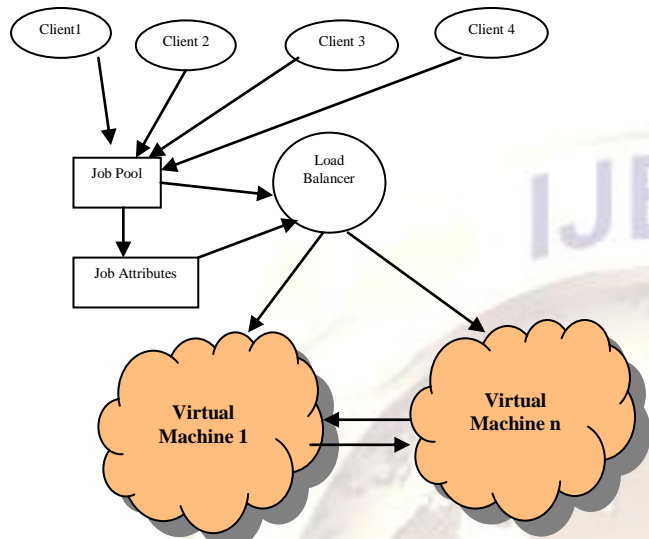 Client1
Client 2
Client 3
Client 4
Job Pool
Load
Balancer
Job Attributes
Virtual
Machine 1
Virtual
Machine n